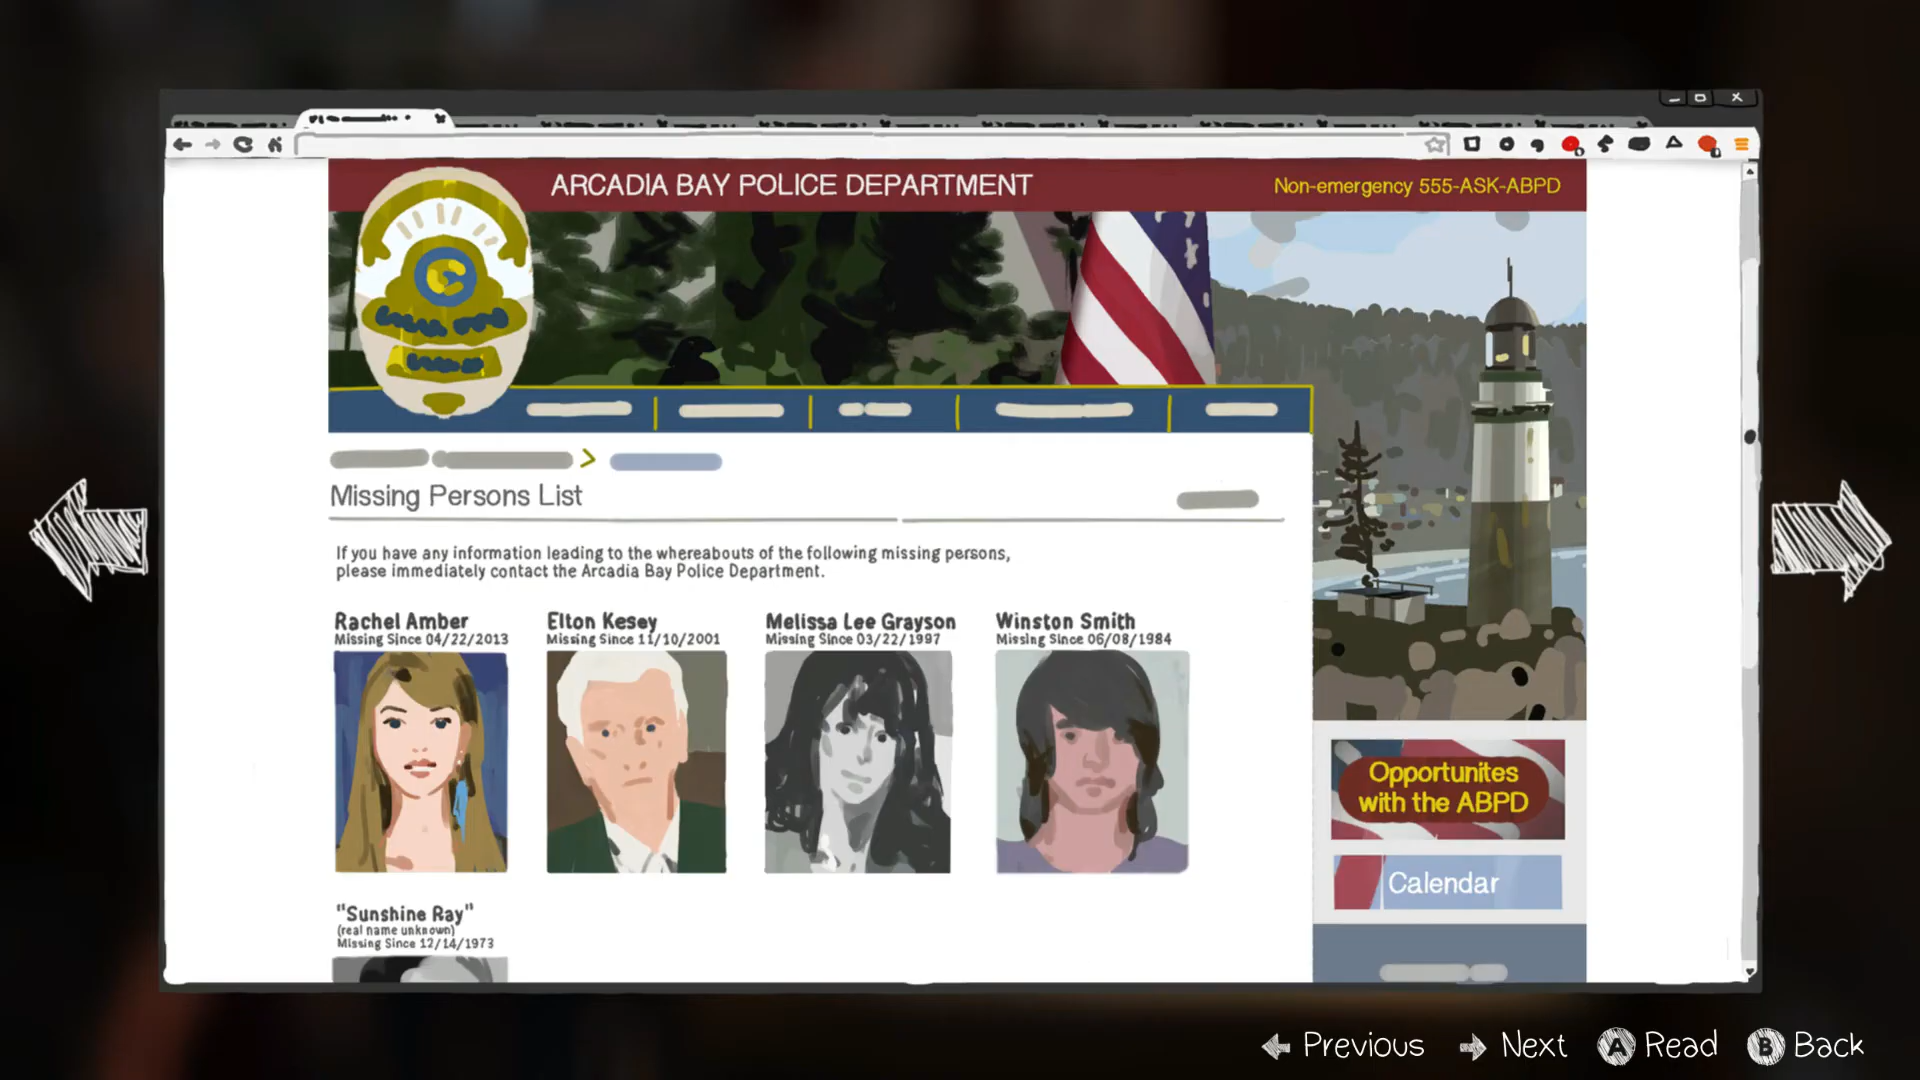 ARCADIA BAY POLICE DEPARTMENT
Non-emergency 555-ASK-ABPD
Missing Persons List
If you have any information leading to the whereabouts of the following missing persons,
please immediately contact the Arcadia Bay Police Department.
Rachel Amber
Missing Since 04/22/2013
Elton Kesey
Missing Since 11/10/2001
Melissa Lee Grayson
Missing Since 03/22/1997
Winston Smith
Missing Since 06/08/1984
"Sunshine Ray"
(real name unknown)
Missing Since 12/14/1973
Opportunites
with the ABPD
Calendar
Previous
Next
A Read
B Back